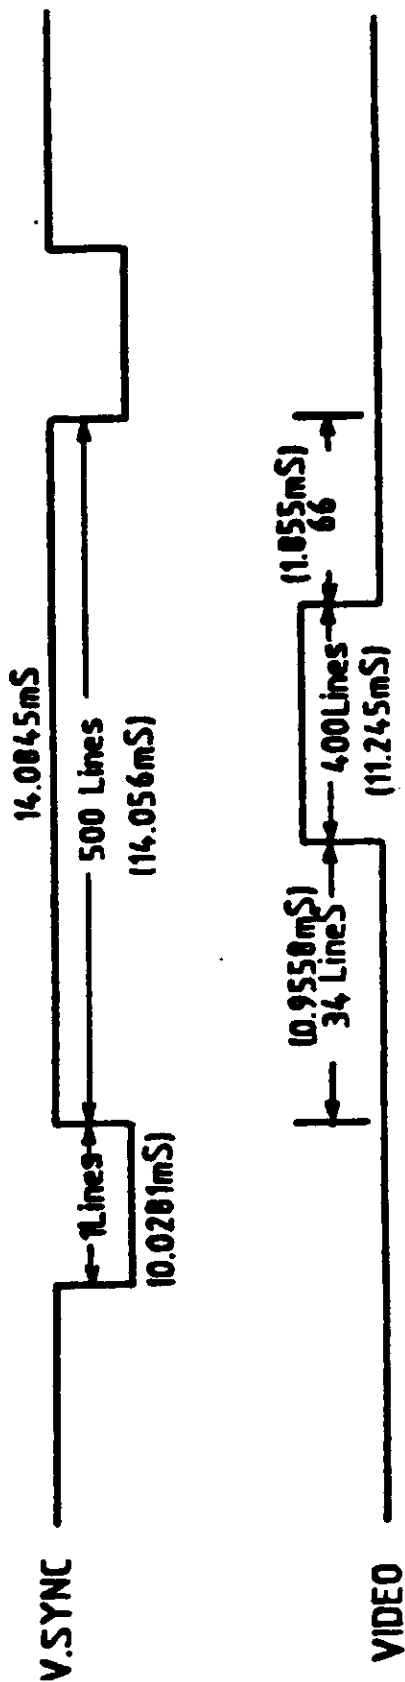 V.SYNC
14.0845mS
1Lines
(0.0281mS)
500 Lines
(14.056mS)
VIDEO
(0.9558mS)
34 Lines
400Lines
(11.245mS)
(1.855mS)
66